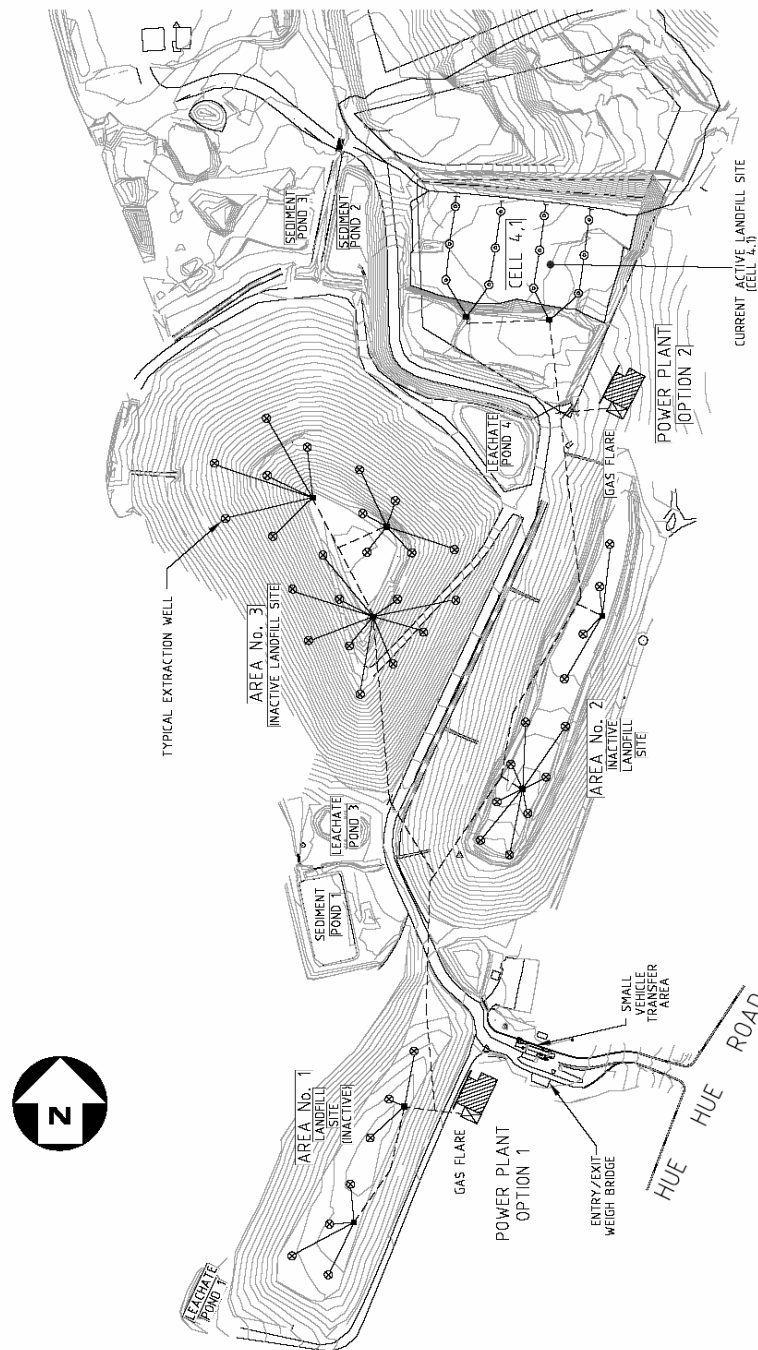 N
LEACHATE
POND 1
AREA No. 1
LANDFILL
SITE
(INACTIVE)
GAS FLARE
POWER PLANT
OPTION 1
ENTRY/EXIT
WEIGH BRIDGE
HUE
HUE
ROAD
SMALL
VEHICLE
TRANSFER
AREA
SEDIMENT
POND 1
LEACHATE
POND 3
TYPICAL EXTRACTION WELL
AREA No. 3
INACTIVE LANDFILL SITE
AREA No. 2
INACTIVE
LANDFILL
SITE
LEACHATE
POND 4
GAS FLARE
POWER PLANT
OPTION 2
SEDIMENT
POND 3
SEDIMENT
POND 2
CELL 4,1
CURRENT ACTIVE LANDFILL SITE
(CELL 4.1)